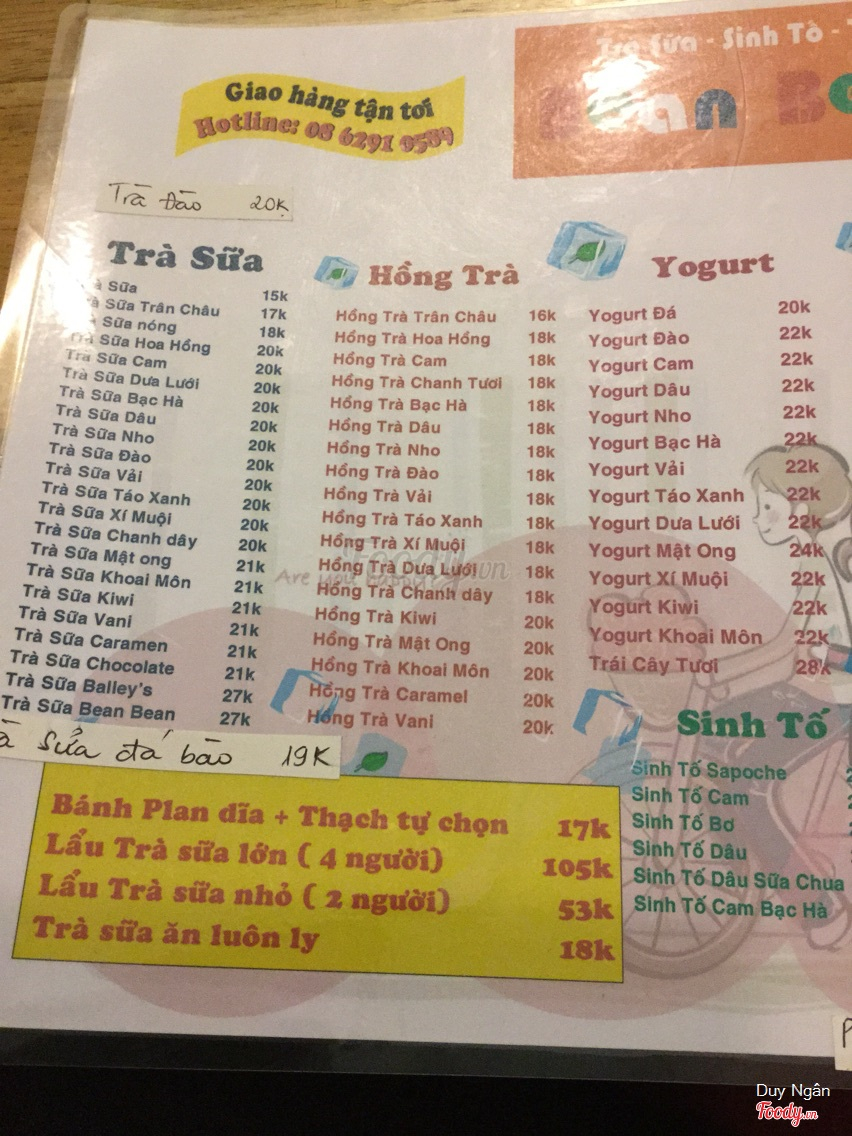 Giao hàng tận tơi
Hotline: 08 6291 9589
Trà Sữa - Sinh Tố -
Bean
Trà đào 20K
Trà Sữa
Sữa 15k
Sữa Trân Châu 17k
Sữa nóng 18k
Trà Sữa Hoa Hồng 20k
Trà Sữa Cam 20k
Trà Sữa Dưa Lưới 20k
Trà Sữa Bạc Hà 20k
Trà Sữa Dâu 20k
Trà Sữa Nho 20k
Trà Sữa Đào 20k
Trà Sữa Vải 20k
Trà Sữa Táo Xanh 20k
Trà Sữa Xí Muội 20k
Trà Sữa Chanh dây 20k
Trà Sữa Mật ong 21k
Trà Sữa Khoai Môn 21k
Trà Sữa Kiwi 21k
Trà Sữa Vani 21k
Trà Sữa Caramen 21k
Trà Sữa Chocolate 21k
Trà Sữa Bailey's 27k
Trà Sữa Bean Bean 27k
Sửa đá bào 19K
Hồng Trà
Hồng Trà Trân Châu 16k
Hồng Trà Hoa Hồng 18k
Hồng Trà Cam 18k
Hồng Trà Chanh Tươi 18k
Hồng Trà Bạc Hà 18k
Hồng Trà Dâu 18k
Hồng Trà Nho 18k
Hồng Trà Đào 18k
Hồng Trà Vải 18k
Hồng Trà Táo Xanh 18k
Hồng Trà Xí Muội 18k
Hồng Trà Dưa Lưới 18k
Hồng Trà Chanh dây 18k
Hồng Trà Kiwi 20k
Hồng Trà Mật Ong 20k
Hồng Trà Khoai Môn 20k
Hồng Trà Caramel 20k
Hồng Trà Vani 20k
Yogurt
Yogurt Đá 20k
Yogurt Đào 22k
Yogurt Cam 22k
Yogurt Dâu 22k
Yogurt Nho 22k
Yogurt Bạc Hà 22k
Yogurt Vải 22k
Yogurt Táo Xanh 22k
Yogurt Dưa Lưới 22k
Yogurt Mật Ong 24k
Yogurt Xí Muội 22k
Yogurt Kiwi 22k
Yogurt Khoai Môn 22k
Trái Cây Tươi 28k
Sinh Tố
Sinh Tố Sapoche
Sinh Tố Cam
Sinh Tố Bơ
Sinh Tố Dâu
Sinh Tố Dâu Sữa Chua
Sinh Tố Cam Bạc Hà
Bánh Plan dĩa + Thạch tự chọn 17k
Lẩu Trà sữa lớn ( 4 người) 105k
Lẩu Trà sữa nhỏ ( 2 người) 53k
Trà sữa ăn luôn ly 18k
Foody.vn
Are you
Duy Ngân
Foody.vn